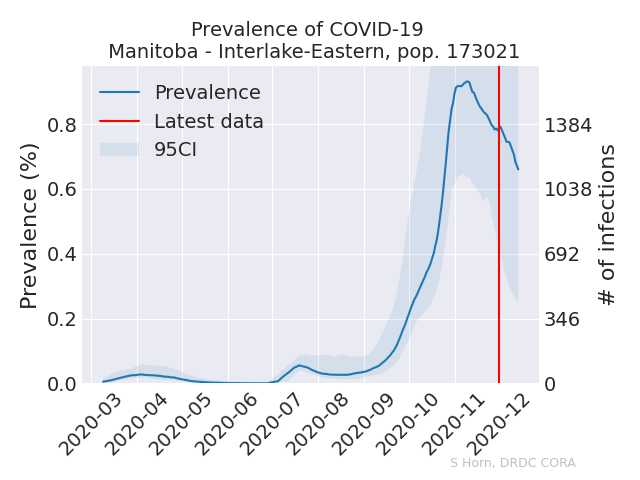 Prevalence of COVID-19
Manitoba - Interlake-Eastern, pop. 173021
Prevalence
Latest data
95CI
Prevalence (%)
0.8
0.6
0.4
0.2
0.0
1384
1038
692
346
0
# of infections
2020-03
2020-04
2020-05
2020-06
2020-07
2020-08
2020-09
2020-10
2020-11
2020-12
S Horn, DRDC CORA